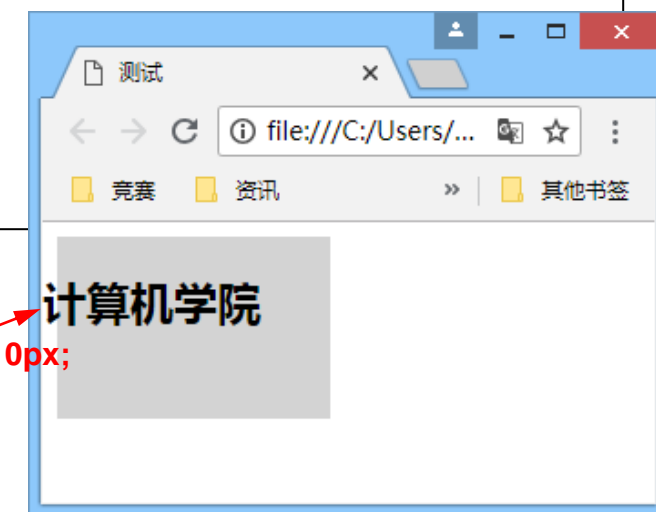 测试
file:///C:/Users/...
竞赛 资讯 » 其他书签
计算机学院
0px;